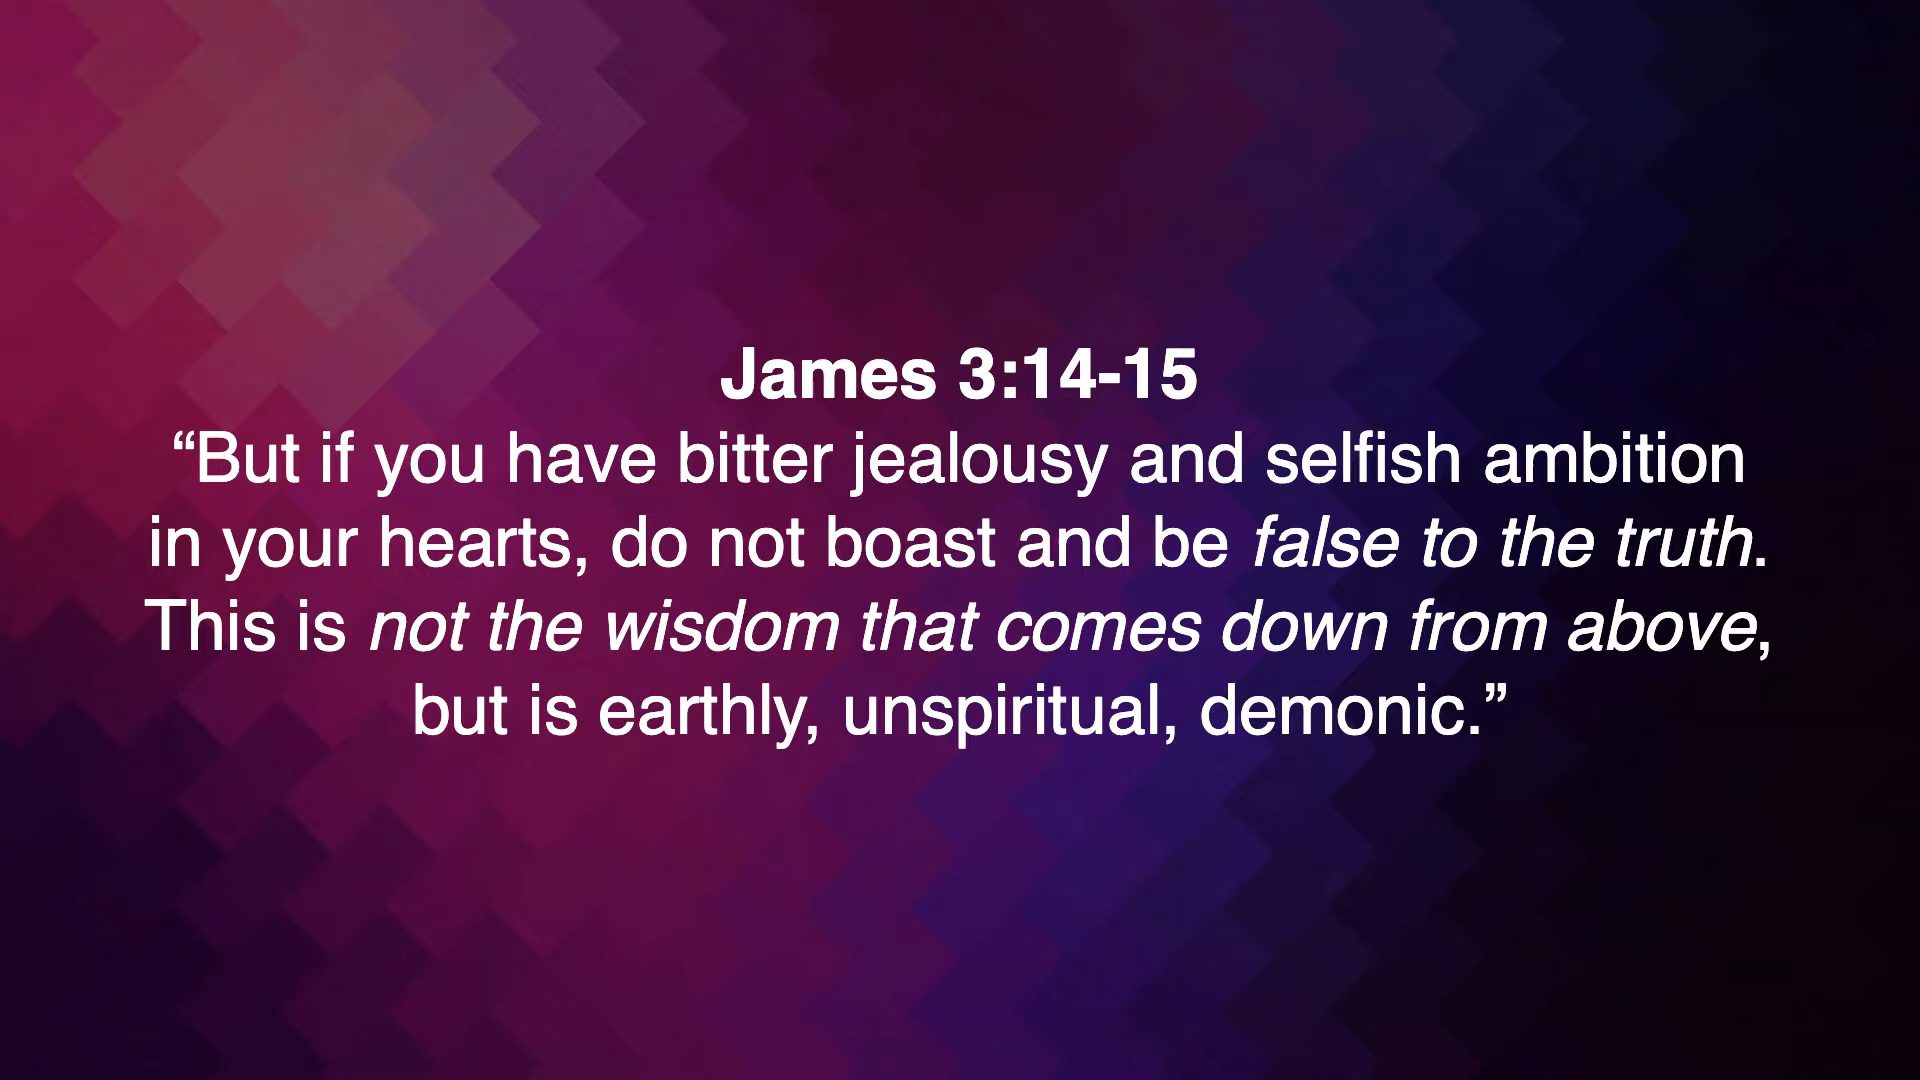 James 3:14-15
“But if you have bitter jealousy and selfish ambition
in your hearts, do not boast and be false to the truth.
This is not the wisdom that comes down from above,
but is earthly, unspiritual, demonic.”